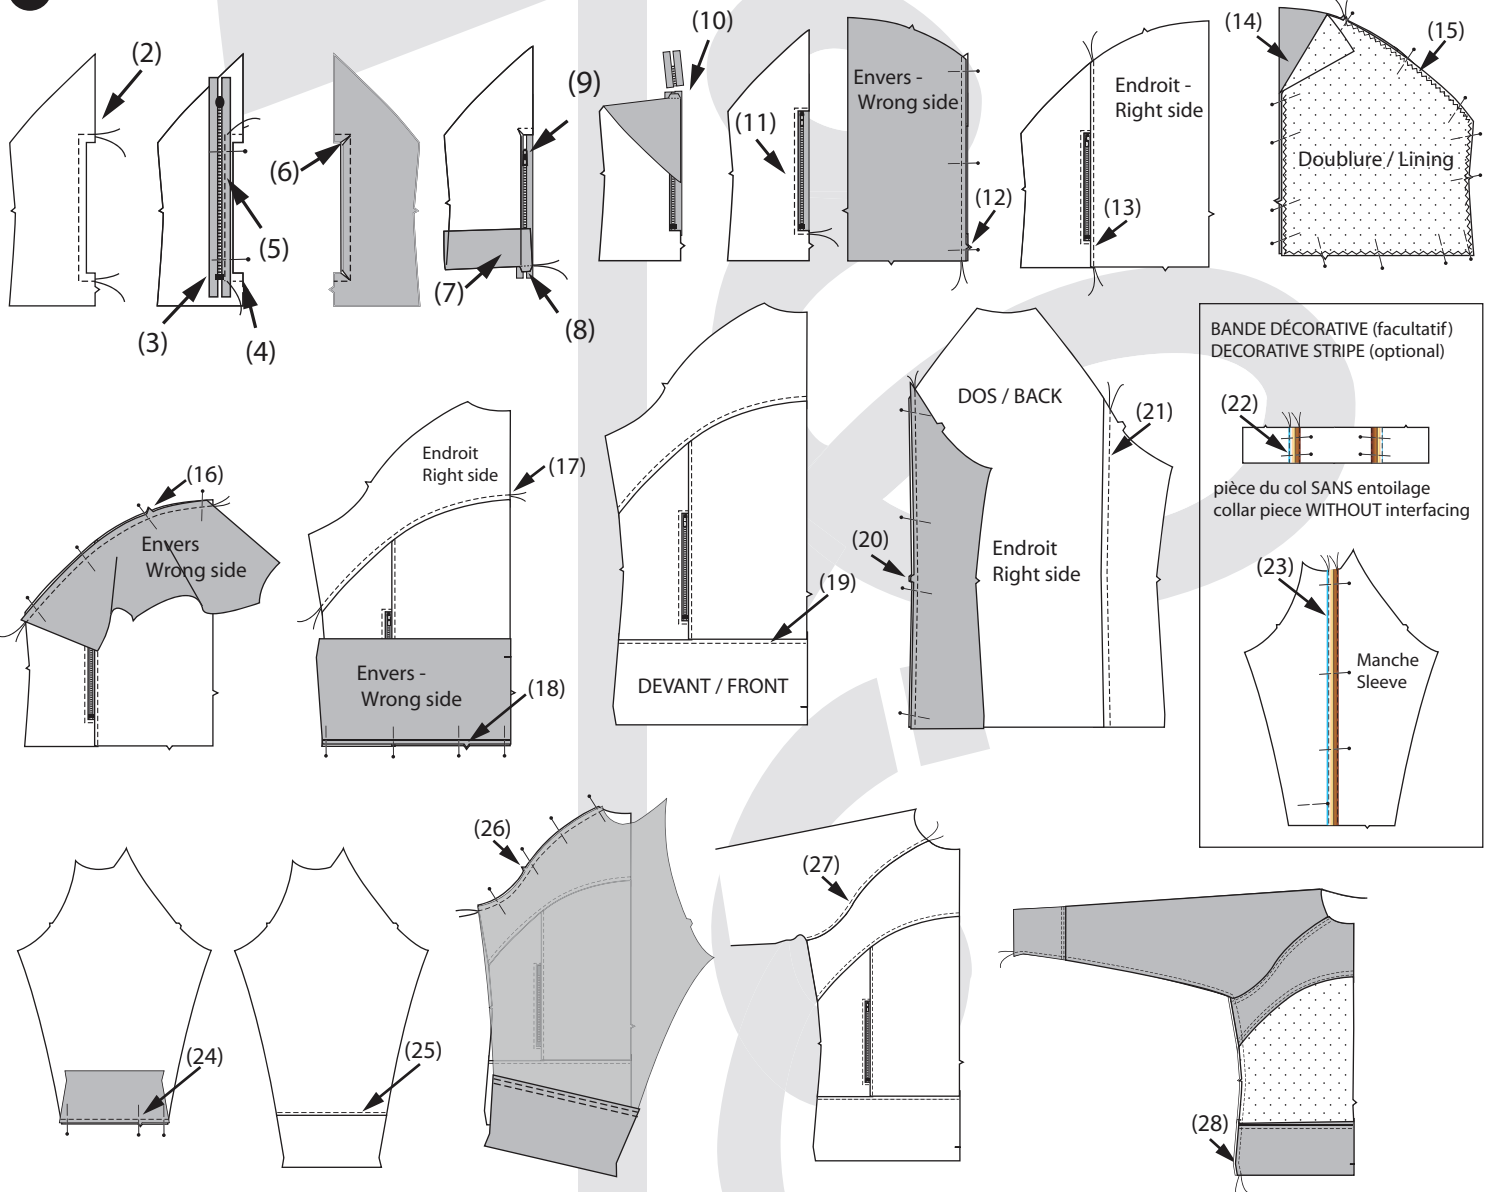 (2)
(3)
(4)
(5)
(6)
(7)
(8)
(9)
(10)
(11)
Envers -
Wrong side
(12)
Endroit -
Right side
(13)
(14)
(15)
Doublure / Lining
(16)
Envers
Wrong side
Endroit
Right side
(17)
Envers -
Wrong side
(18)
(19)
DEVANT / FRONT
DOS / BACK
(20)
(21)
Endroit
Right side
BANDE DÉCORATIVE (facultatif)
DECORATIVE STRIPE (optional)
(22)
pièce du col SANS entoilage
collar piece WITHOUT interfacing
(23)
Manche
Sleeve
(24)
(25)
(26)
(27)
(28)